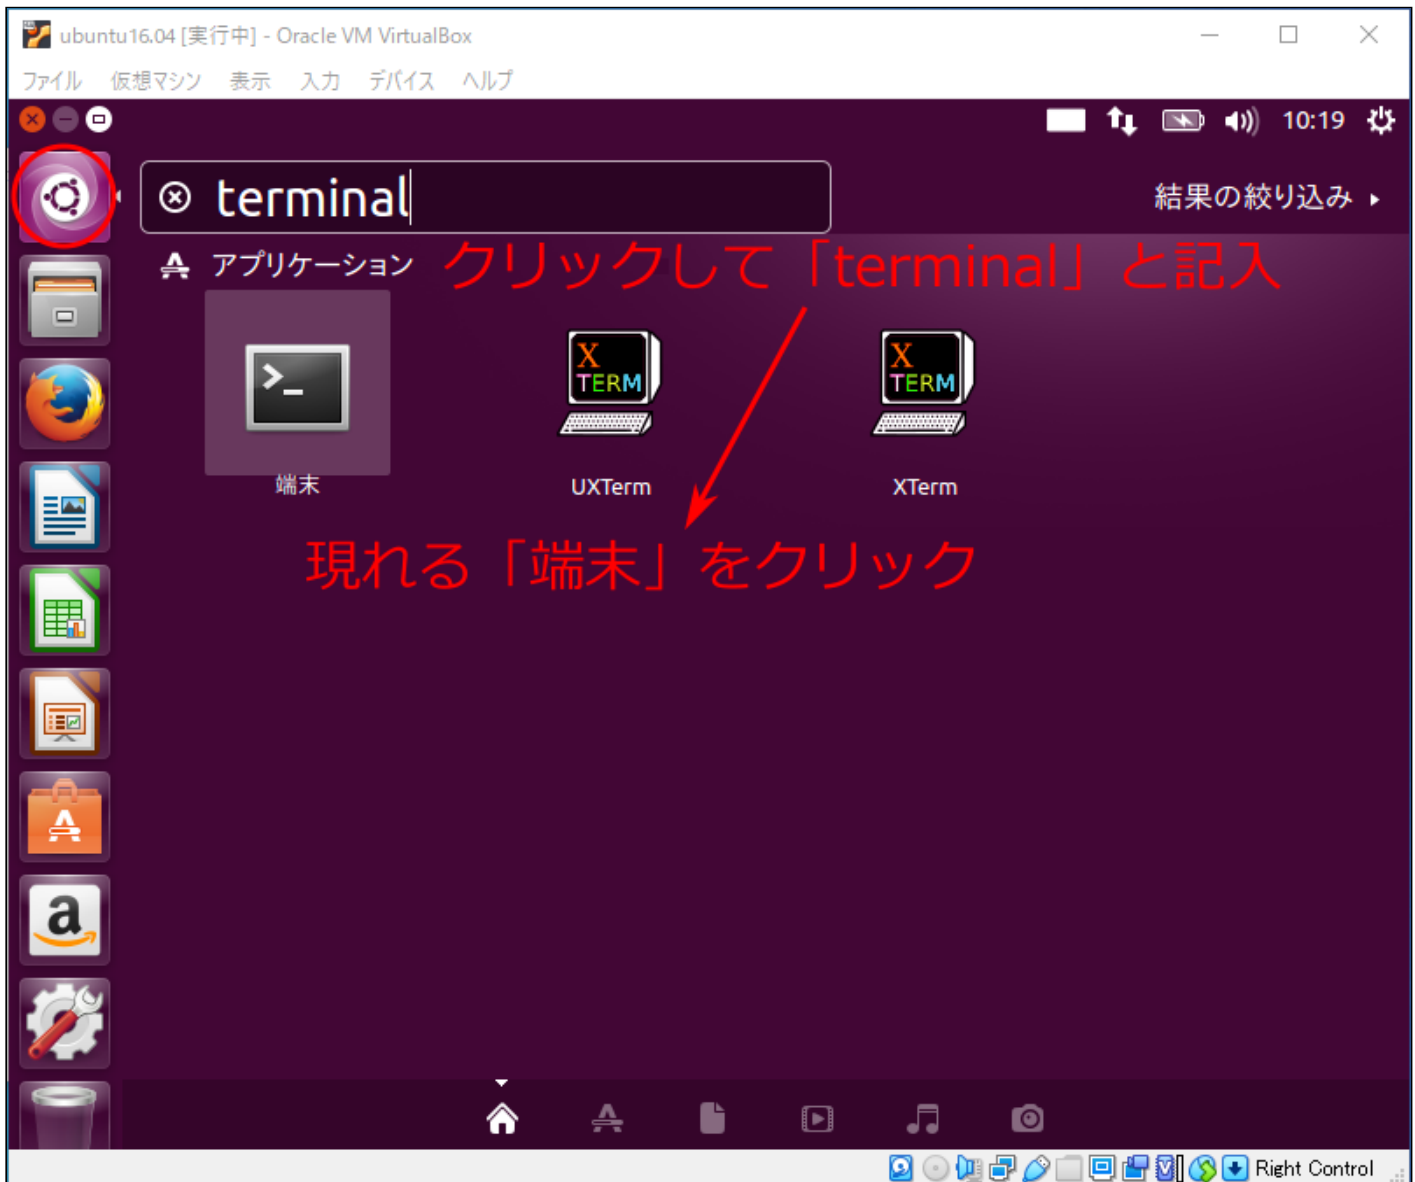 ubuntu16.04 [実行中] - Oracle VM VirtualBox
ファイル 仮想マシン 表示 入力 デバイス ヘルプ
10:19
terminal
結果の絞り込み
アプリケーション
クリックして「terminal」と記入
X TERM
X TERM
端末
UXTerm
XTerm
現れる「端末」をクリック
a
Right Control